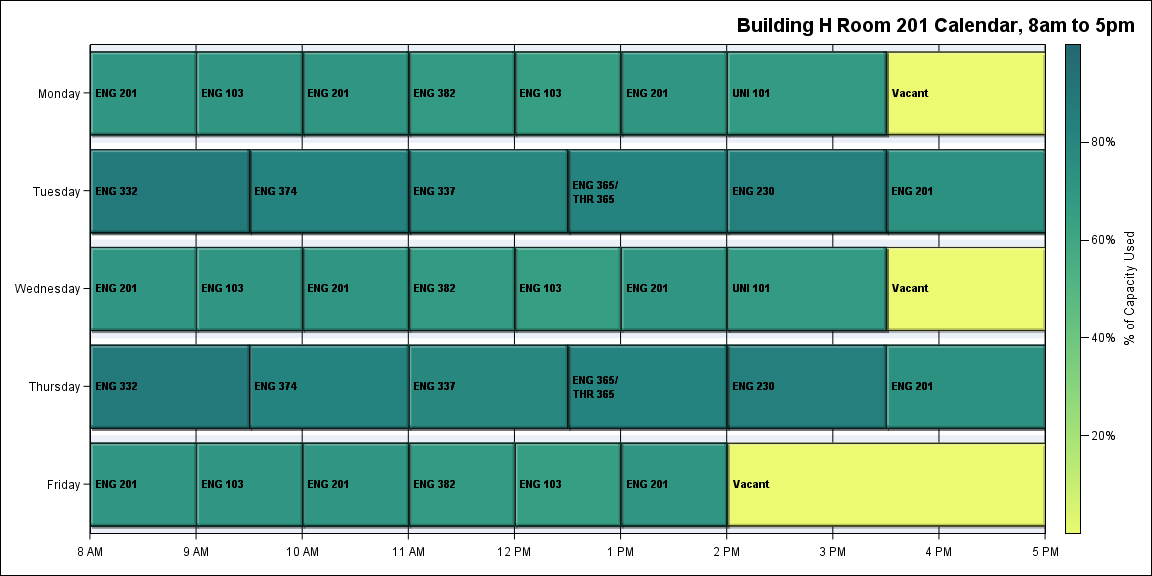 Building H Room 201 Calendar, 8am to 5pm
Monday
ENG 201
ENG 103
ENG 201
ENG 382
ENG 103
ENG 201
UNI 101
Vacant
Tuesday
ENG 332
ENG 374
ENG 337
ENG 365/
THR 365
ENG 230
ENG 201
Wednesday
ENG 201
ENG 103
ENG 201
ENG 382
ENG 103
ENG 201
UNI 101
Vacant
Thursday
ENG 332
ENG 374
ENG 337
ENG 365/
THR 365
ENG 230
ENG 201
Friday
ENG 201
ENG 103
ENG 201
ENG 382
ENG 103
ENG 201
Vacant
8 AM
9 AM
10 AM
11 AM
12 PM
1 PM
2 PM
3 PM
4 PM
5 PM
80%
60%
40%
20%
% of Capacity Used